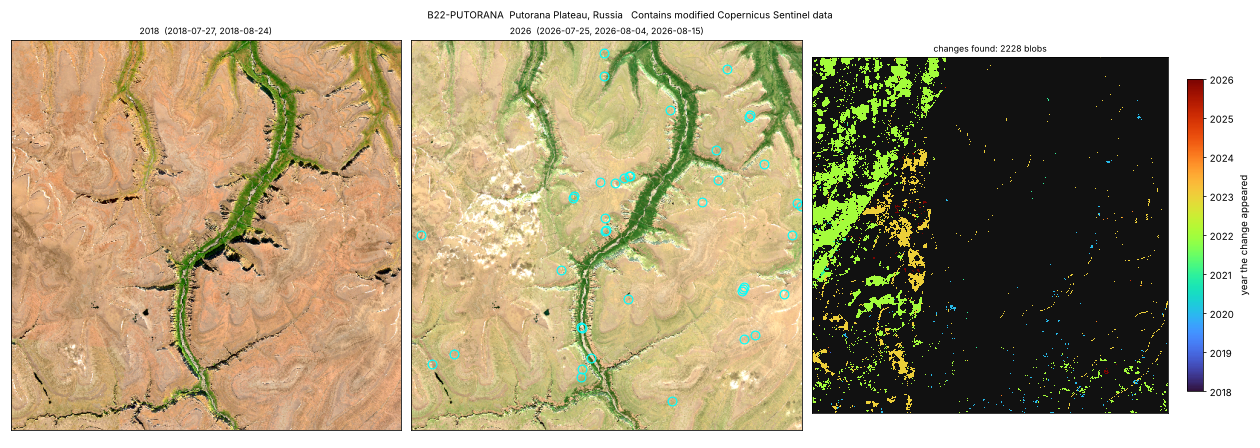 B22-PUTORANA  Putorana Plateau, Russia   Contains modified Copernicus Sentinel data
2018  (2018-07-27, 2018-08-24)
2026  (2026-07-25, 2026-08-04, 2026-08-15)
changes found: 2228 blobs
2026
2025
2024
2023
2022
2021
2020
2019
2018
year the change appeared